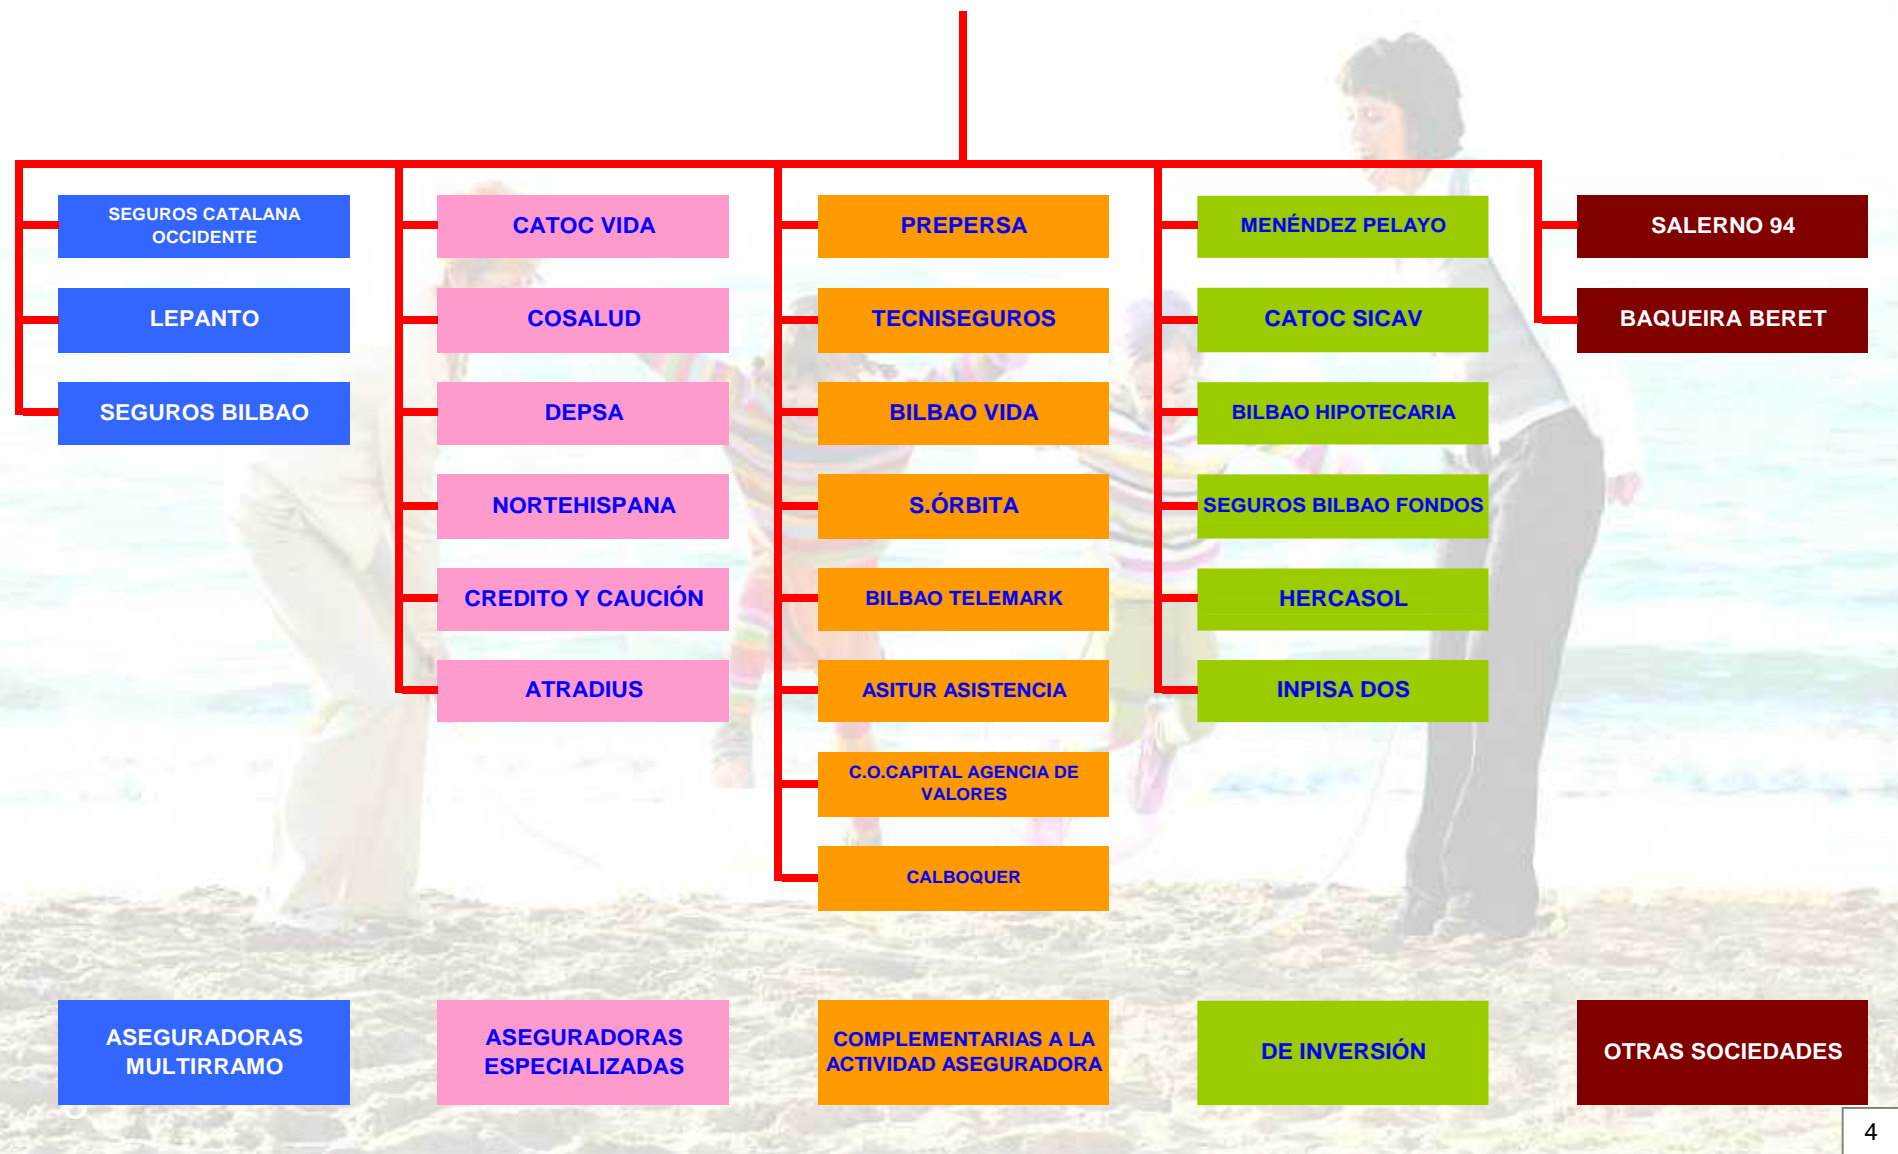 SEGUROS CATALANA
OCCIDENTE
LEPANTO
SEGUROS BILBAO
CATOC VIDA
COSALUD
DEPSA
NORTEHISPANA
CREDITO Y CAUCIÓN
ATRADIUS
PREPERSA
TECNISEGUROS
BILBAO VIDA
S.ÓRBITA
BILBAO TELEMARK
ASITUR ASISTENCIA
C.O.CAPITAL AGENCIA DE
VALORES
CALBOQUER
MENÉNDEZ PELAYO
CATOC SICAV
BILBAO HIPOTECARIA
SEGUROS BILBAO FONDOS
HERCASOL
INPISA DOS
SALERNO 94
BAQUEIRA BERET
ASEGURADORAS
MULTIRRAMO
ASEGURADORAS
ESPECIALIZADAS
COMPLEMENTARIAS A LA
ACTIVIDAD ASEGURADORA
DE INVERSIÓN
OTRAS SOCIEDADES
4